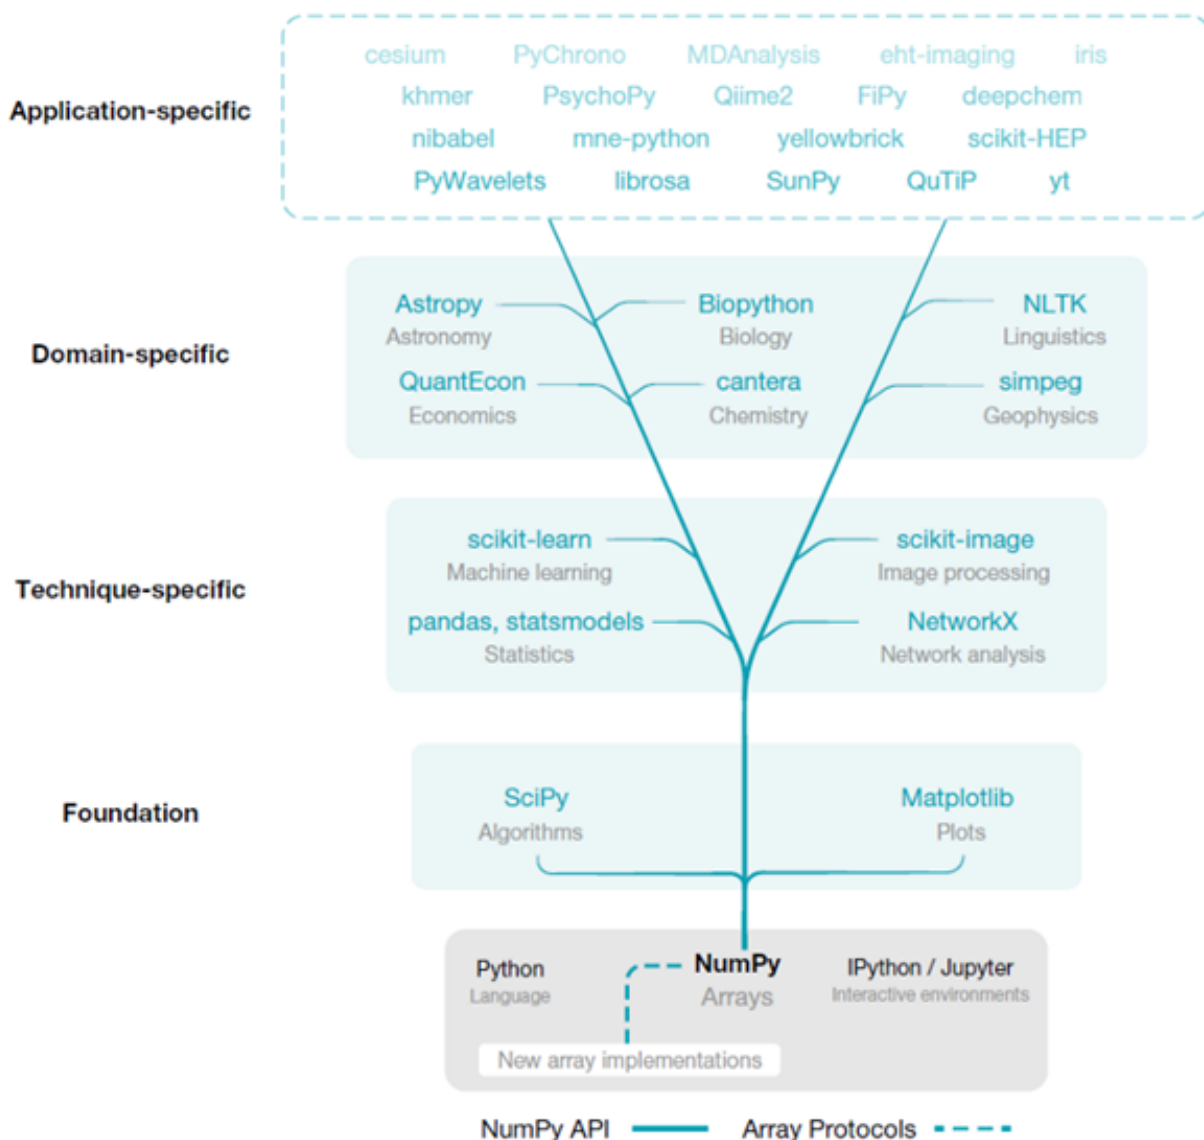 cesium PyChrono MDAnalysis eht-imaging iris
Application-specific
khmer PsychoPy Qiime2 FiPy deepchem
nibabel mne-python yellowbrick scikit-HEP
PyWavelets librosa SunPy QuTiP yt
Domain-specific
Astropy Biopython NLTK
Astronomy Biology Linguistics
QuantEcon cantera simpeg
Economics Chemistry Geophysics
Technique-specific
scikit-learn scikit-image
Machine learning Image processing
pandas, statsmodels NetworkX
Statistics Network analysis
Foundation
SciPy Matplotlib
Algorithms Plots
Python NumPy IPython / Jupyter
Language Arrays Interactive environments
New array implementations
NumPy API Array Protocols